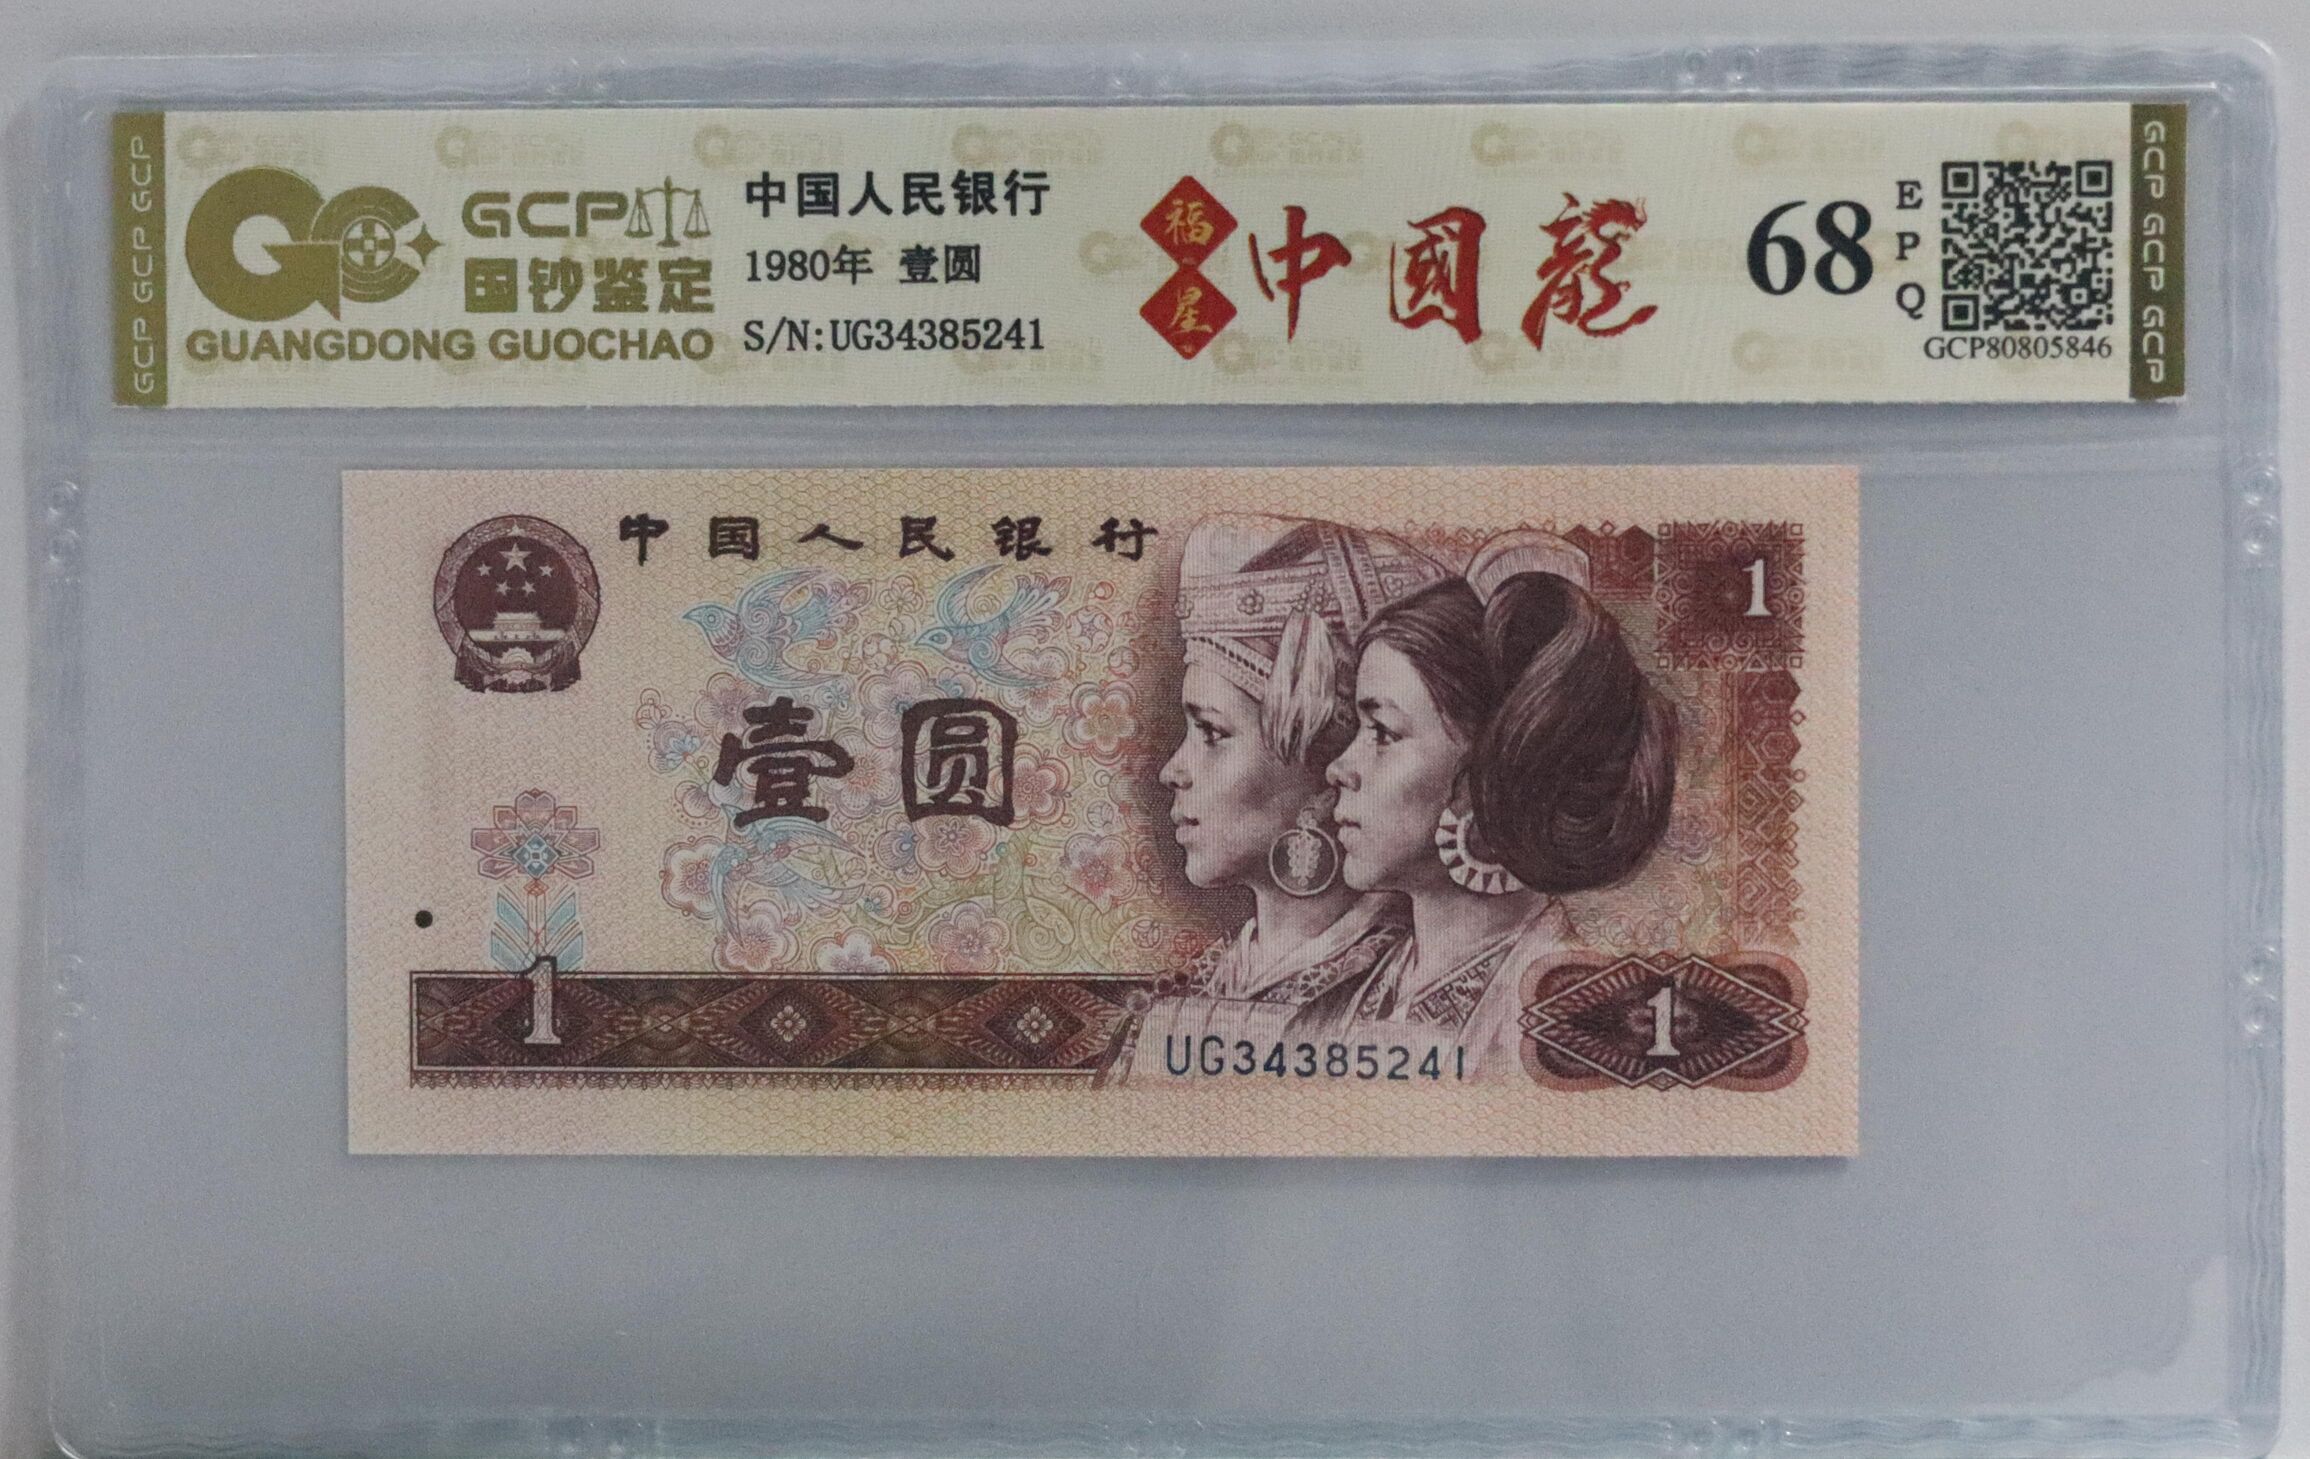 GCP GCP GCP
GCP
国钞鉴定
GUANGDONG GUOCHAO
中国人民银行
1980年 壹圆
S/N:UG34385241
福星
中國龍
68
EPQ
GCP80805846
GCP GCP GCP
中国人民银行
1
壹圆
1
1
UG34385241